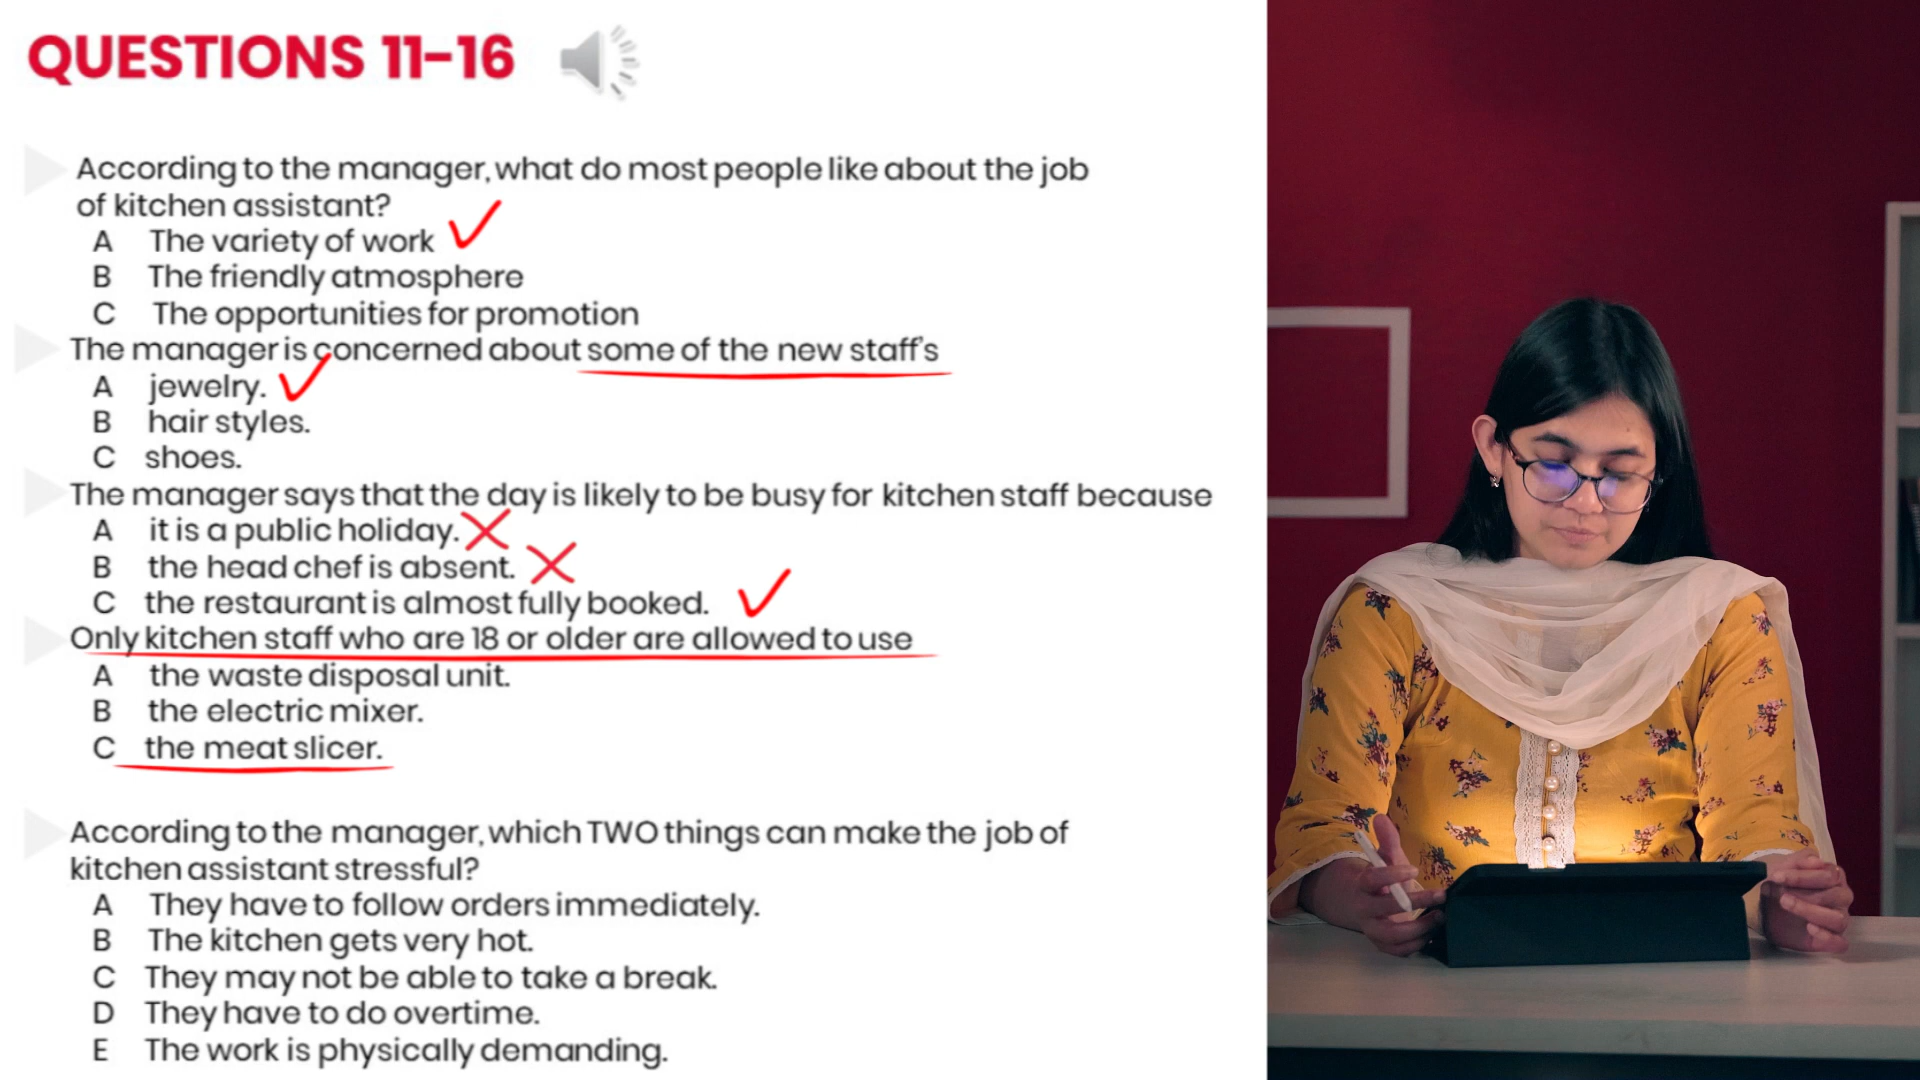 QUESTIONS 11-16
According to the manager, what do most people like about the job
of kitchen assistant?
A The variety of work
B The friendly atmosphere
C The opportunities for promotion
The manager is concerned about some of the new staff's
A jewelry.
B hair styles.
C shoes.
The manager says that the day is likely to be busy for kitchen staff because
A it is a public holiday.
B the head chef is absent.
C the restaurant is almost fully booked.
Only kitchen staff who are 18 or older are allowed to use
A the waste disposal unit.
B the electric mixer.
C the meat slicer.
According to the manager, which TWO things can make the job of
kitchen assistant stressful?
A They have to follow orders immediately.
B The kitchen gets very hot.
C They may not be able to take a break.
D They have to do overtime.
E The work is physically demanding.